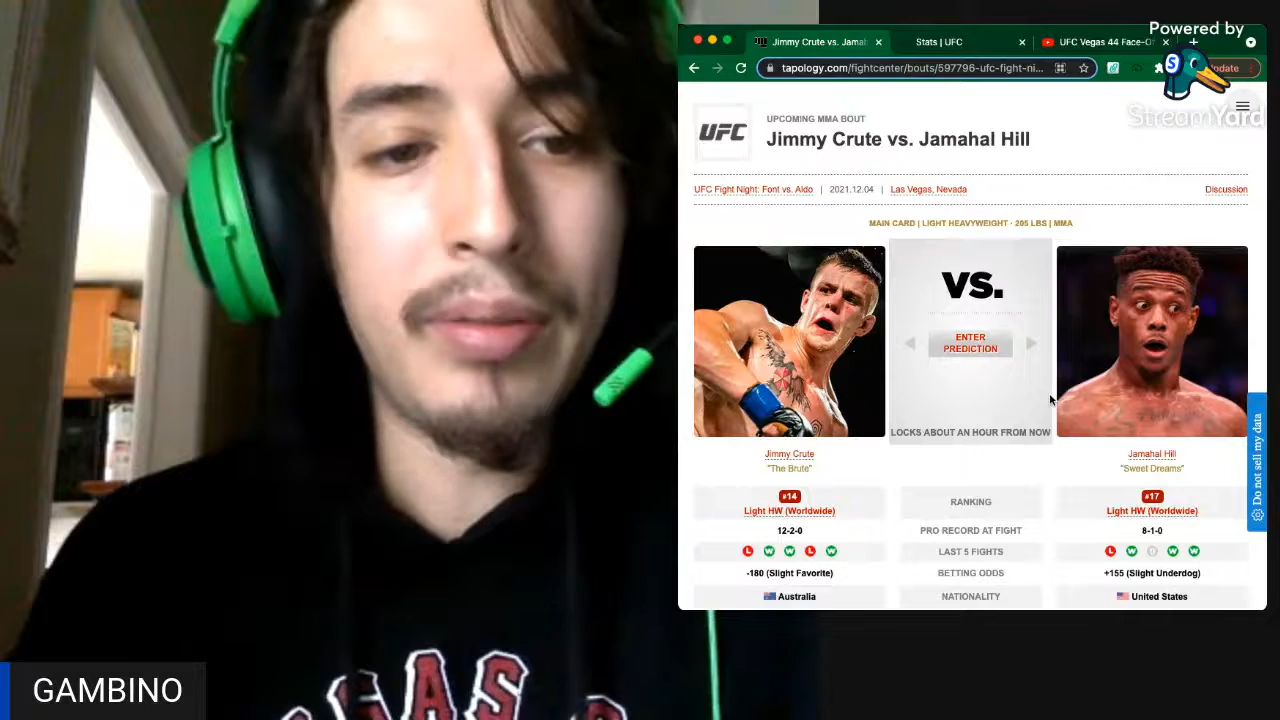 Powered by
StreamYard
Jimmy Crute vs. Jamah
Stats | UFC
UFC Vegas 44 Face-O
tapology.com/fightcenter/bouts/597796-ufc-fight-ni...
UFC
UPCOMING MMA BOUT
Jimmy Crute vs. Jamahal Hill
UFC Fight Night: Font vs. Aldo | 2021.12.04 | Las Vegas, Nevada
Discussion
MAIN CARD | LIGHT HEAVYWEIGHT · 205 LBS | MMA
VS.
ENTER
PREDICTION
LOCKS ABOUT AN HOUR FROM NOW
Do not sell my data
Jimmy Crute
Jamahal Hill
"The Brute"
"Sweet Dreams"
#14
RANKING
#17
Light HW (Worldwide)
Light HW (Worldwide)
12-2-0
PRO RECORD AT FIGHT
8-1-0
L W W L W
LAST 5 FIGHTS
L W D W W
-180 (Slight Favorite)
BETTING ODDS
+155 (Slight Underdog)
Australia
NATIONALITY
United States
GAMBINO